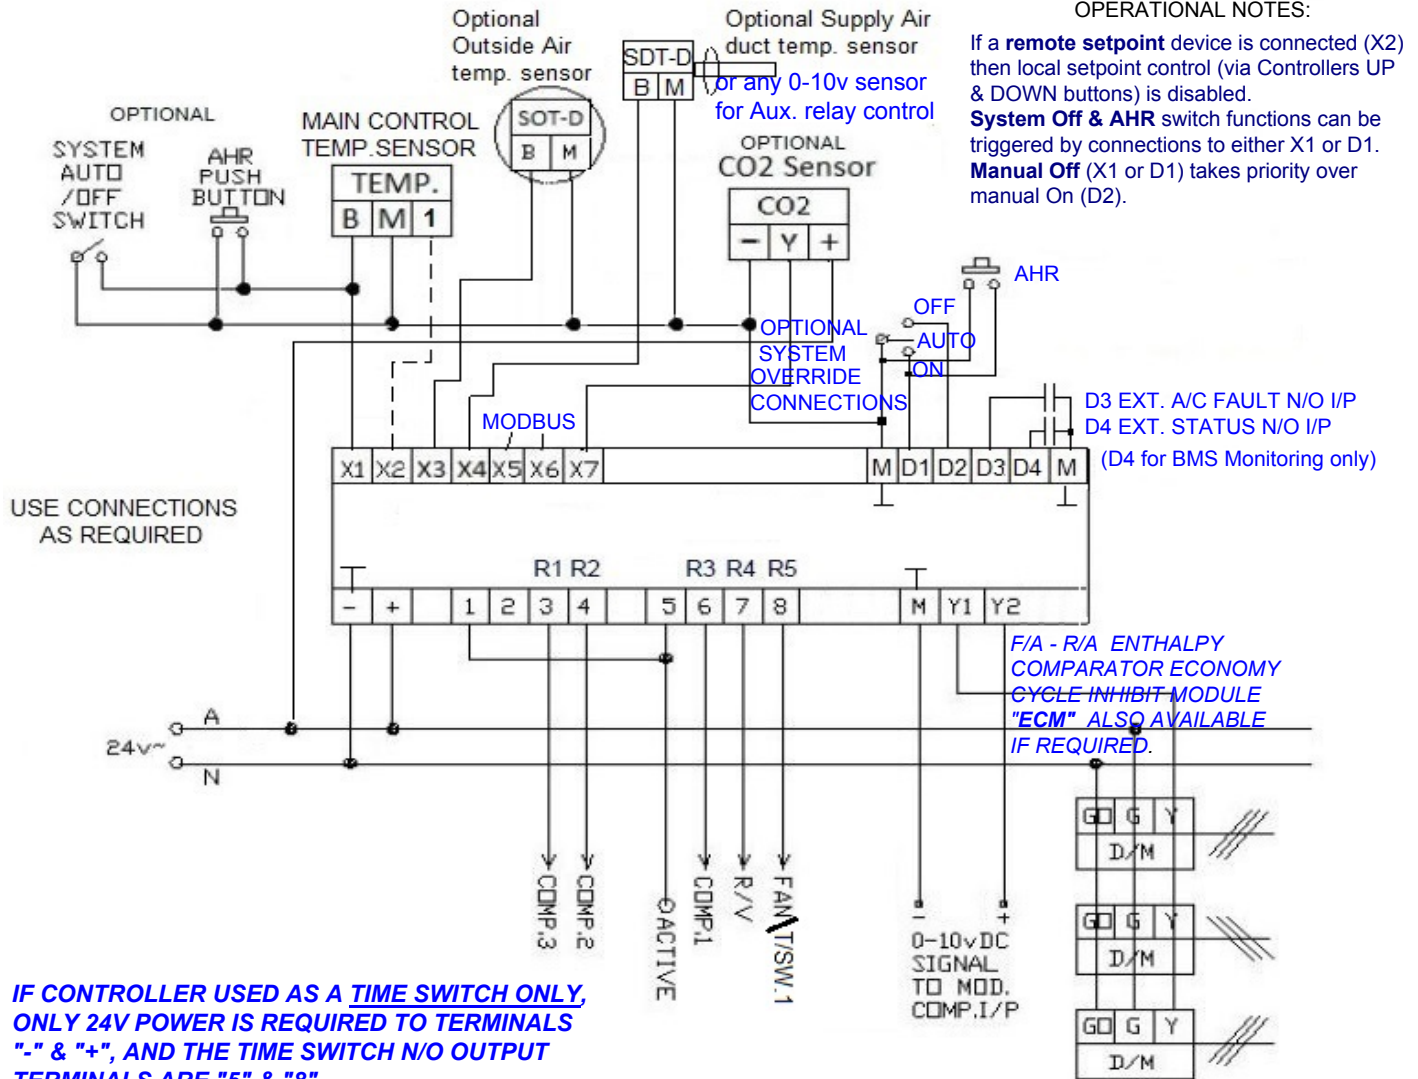 OPERATIONAL NOTES:
If a remote setpoint device is connected (X2)
then local setpoint control (via Controllers UP
& DOWN buttons) is disabled.
System Off & AHR switch functions can be
triggered by connections to either X1 or D1.
Manual Off (X1 or D1) takes priority over
manual On (D2).
Optional
Outside Air
temp. sensor
SOT-D
B M
Optional Supply Air
duct temp. sensor
or any 0-10v sensor
for Aux. relay control
SDT-D
B M
OPTIONAL
SYSTEM
AUTO
/OFF
SWITCH
AHR
PUSH
BUTTON
MAIN CONTROL
TEMP.SENSOR
TEMP.
B M 1
OPTIONAL
CO2 Sensor
CO2
- Y +
AHR
OFF
AUTO
ON
OPTIONAL
SYSTEM
OVERRIDE
CONNECTIONS
MODBUS
D3 EXT. A/C FAULT N/O I/P
D4 EXT. STATUS N/O I/P
(D4 for BMS Monitoring only)
X1 X2 X3 X4 X5 X6 X7 M D1 D2 D3 D4 M
USE CONNECTIONS
AS REQUIRED
R1 R2 R3 R4 R5
- + 1 2 3 4 5 6 7 8 M Y1 Y2
F/A - R/A ENTHALPY
COMPARATOR ECONOMY
CYCLE INHIBIT MODULE
"ECM" ALSO AVAILABLE
IF REQUIRED.
24v~
A
N
COMP.3
COMP.2
ACTIVE
COMP.1
R/V
FAN\T/SW.1
- +
0-10vDC
SIGNAL
TO MOD.
COMP.I/P
GO G Y
D/M
GO G Y
D/M
GO G Y
D/M
IF CONTROLLER USED AS A TIME SWITCH ONLY,
ONLY 24V POWER IS REQUIRED TO TERMINALS
"-" & "+", AND THE TIME SWITCH N/O OUTPUT
TERMINALS ARE "5" & "8"